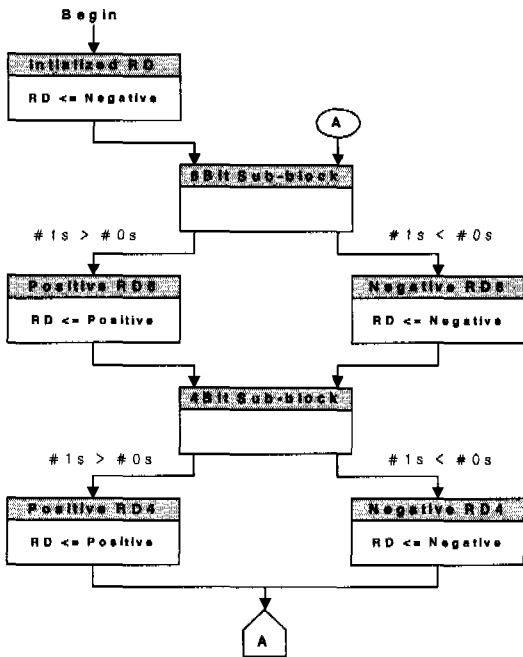 Begin
Intialized RD
RD <= Negative
A
6Bit Sub-block
# 1s > # 0s
# 1s < # 0s
Positive RD6
Negative RD6
RD <= Positive
RD <= Negative
4Bit Sub-block
# 1s > # 0s
# 1s < # 0s
Positive RD4
Negative RD4
RD <= Positive
RD <= Negative
A